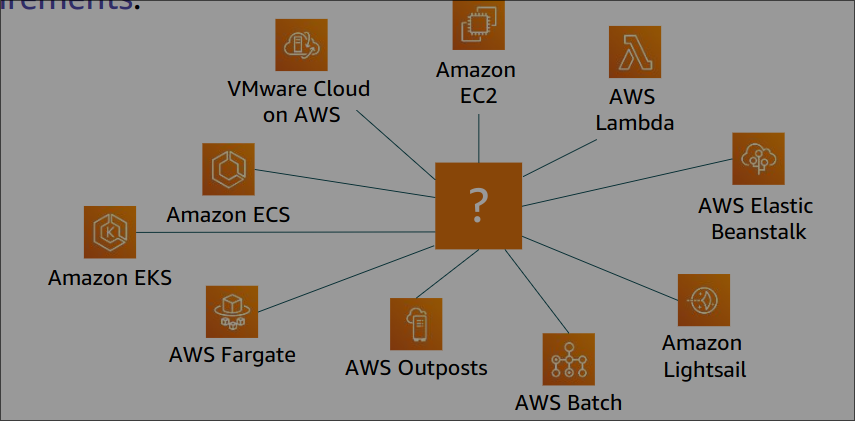 VMware Cloud
on AWS
Amazon
EC2
AWS
Lambda
Amazon ECS
?
AWS Elastic
Beanstalk
K
Amazon EKS
AWS Fargate
AWS Outposts
Amazon
Lightsail
AWS Batch